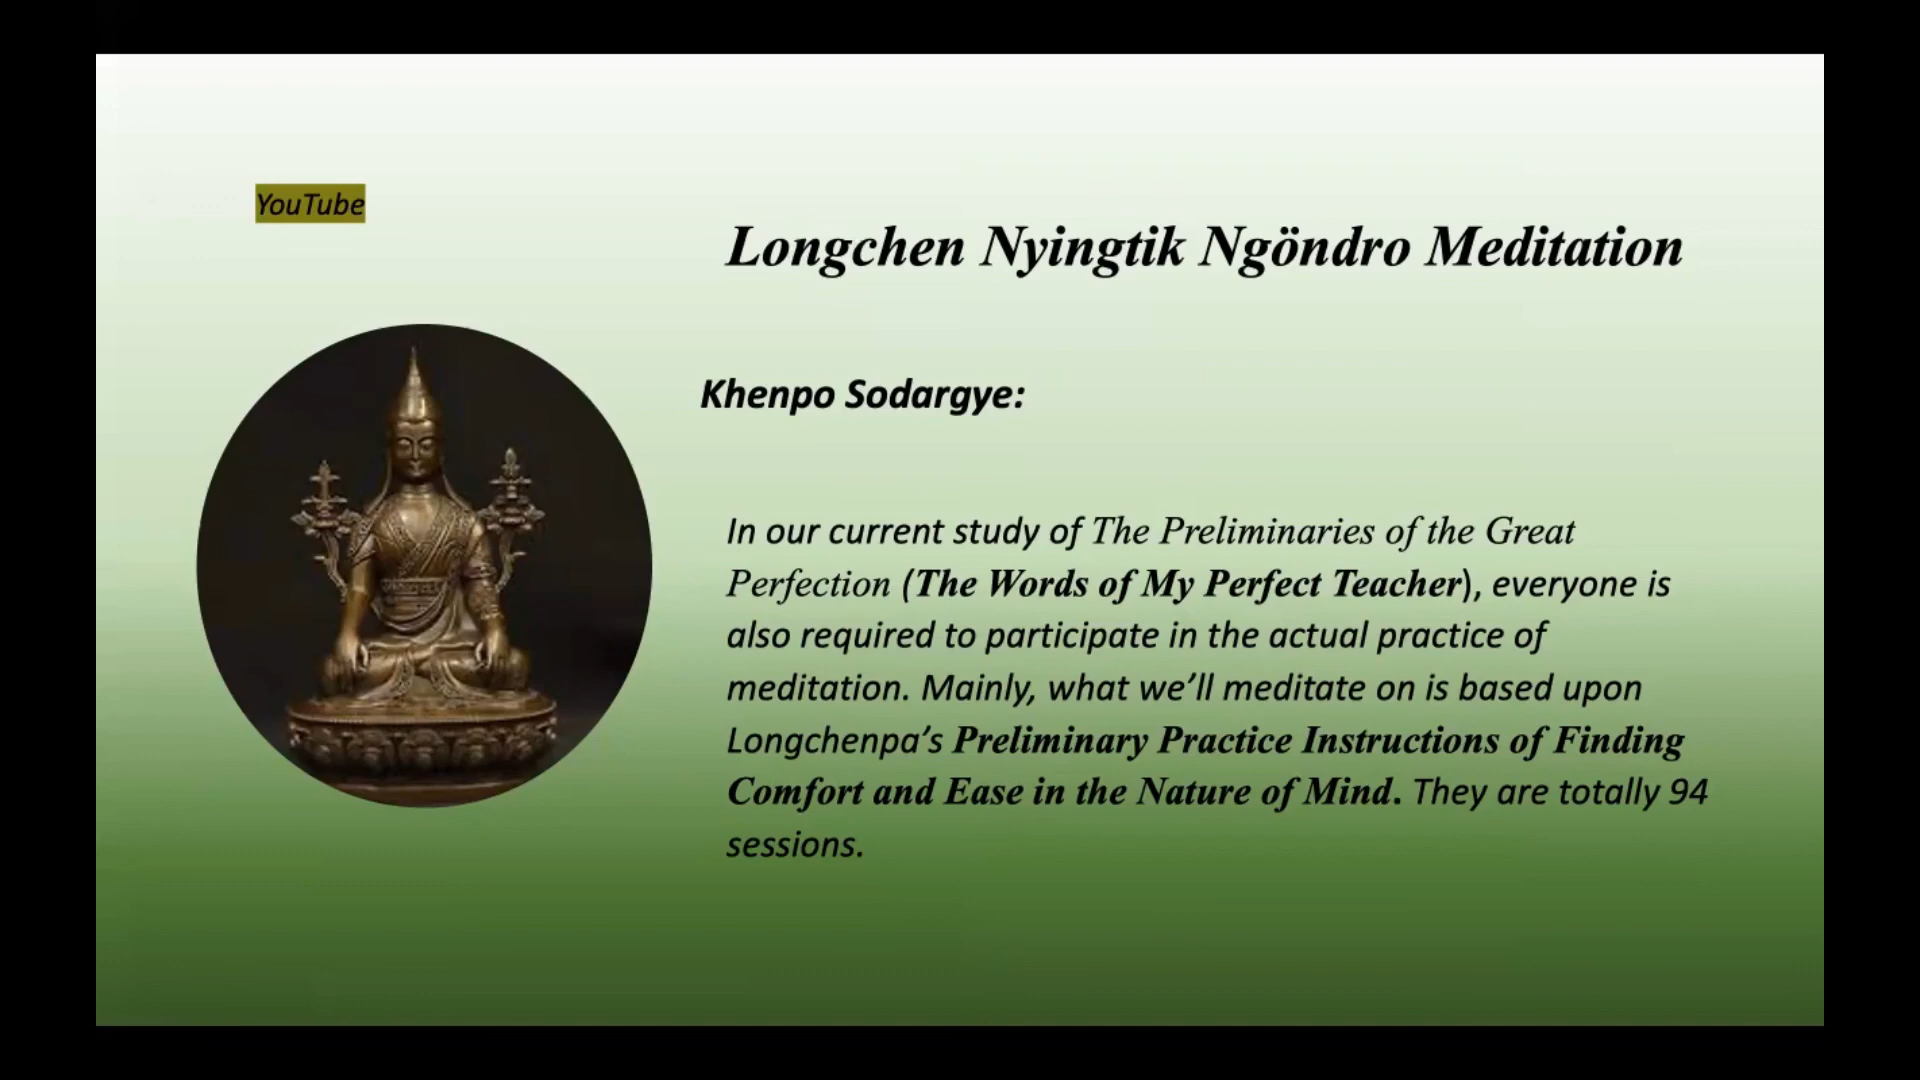 YouTube
Longchen Nyingtik Ngöndro Meditation
Khenpo Sodargye:
In our current study of The Preliminaries of the Great
Perfection (The Words of My Perfect Teacher), everyone is
also required to participate in the actual practice of
meditation. Mainly, what we’ll meditate on is based upon
Longchenpa’s Preliminary Practice Instructions of Finding
Comfort and Ease in the Nature of Mind. They are totally 94
sessions.